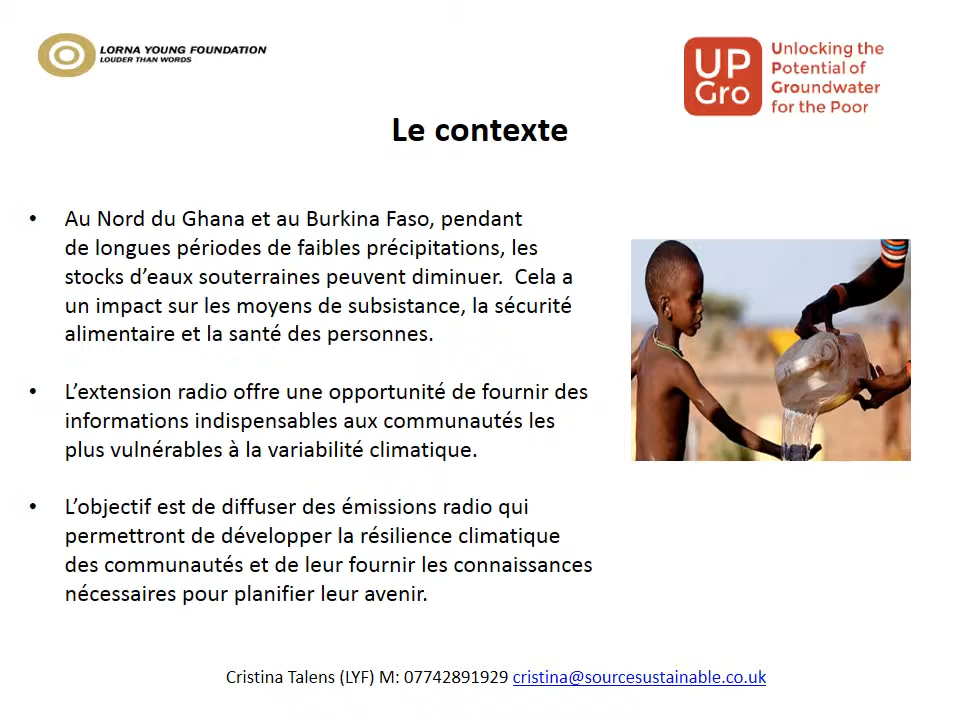 LORNA YOUNG FOUNDATION
LOUDER THAN WORDS
UP
Gro
Unlocking the
Potential of
Groundwater
for the Poor
Le contexte
• Au Nord du Ghana et au Burkina Faso, pendant
de longues périodes de faibles précipitations, les
stocks d’eaux souterraines peuvent diminuer.  Cela a
un impact sur les moyens de subsistance, la sécurité
alimentaire et la santé des personnes.
• L’extension radio offre une opportunité de fournir des
informations indispensables aux communautés les
plus vulnérables à la variabilité climatique.
• L’objectif est de diffuser des émissions radio qui
permettront de développer la résilience climatique
des communautés et de leur fournir les connaissances
nécessaires pour planifier leur avenir.
Cristina Talens (LYF) M: 07742891929 cristina@sourcesustainable.co.uk